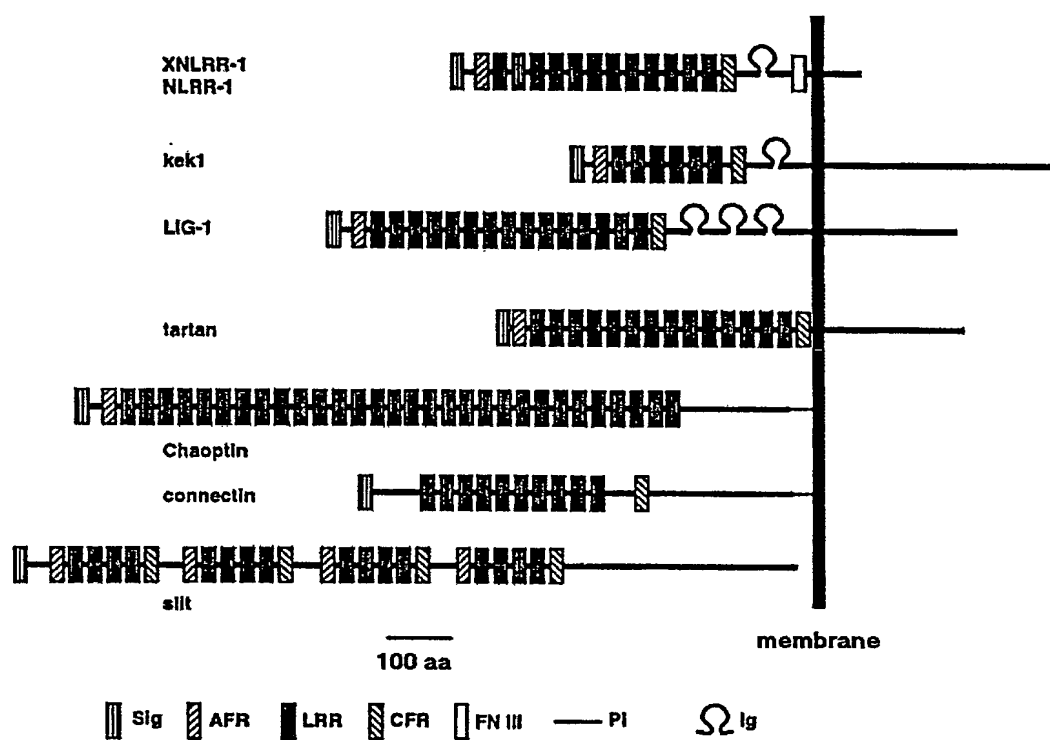 XNLRR-1
NLRR-1
kek1
LIG-1
tartan
Chaoptin
connectin
slit
membrane
100 aa
Sig AFR LRR CFR FN III PI Ig